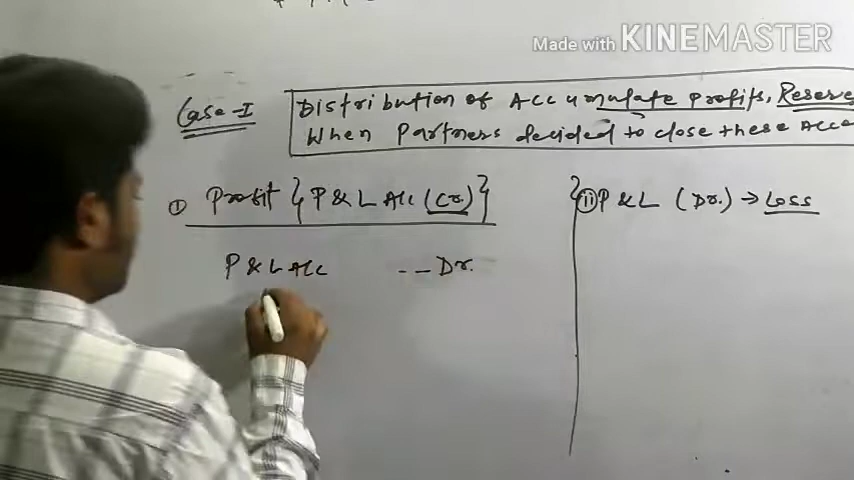 Made with KINEMASTER
Case-I
Distribution of Accumulate profits, Reserve
When Partners decided to close these Acco
① Profit { P & L Acc (Cr.) }
P & L A/c -- Dr.
ii P & L (Dr.) → Loss